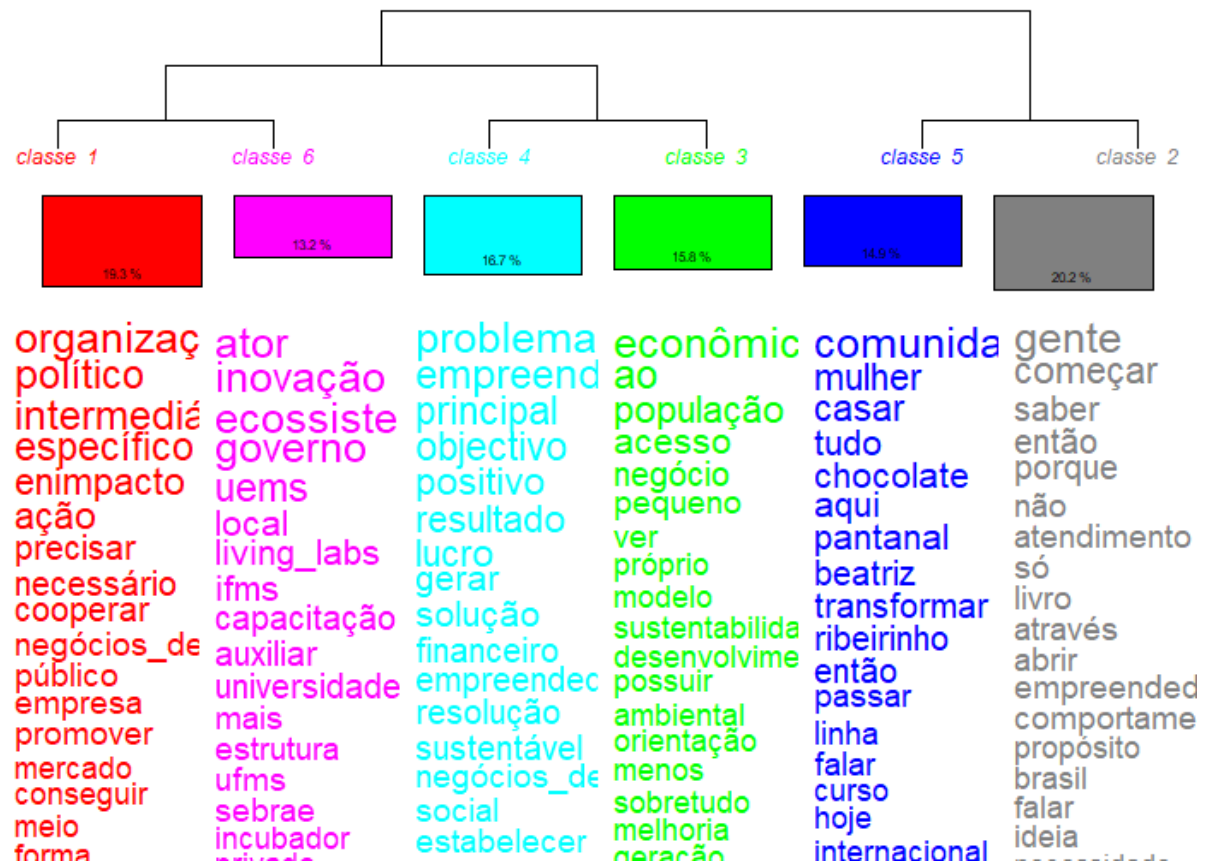 classe 1
classe 6
classe 4
classe 3
classe 5
classe 2
19.3 %
13.2 %
16.7 %
15.8 %
14.9 %
20.2 %
organizaç
político
intermediá
específico
enimpacto
ação
precisar
necessário
cooperar
negócios_de
público
empresa
promover
mercado
conseguir
meio
forma
ator
inovação
ecossiste
governo
uems
local
living_labs
ifms
capacitação
auxiliar
universidade
mais
estrutura
ufms
sebrae
incubador
privado
problema
empreend
principal
objectivo
positivo
resultado
lucro
gerar
solução
financeiro
empreendec
resolução
sustentável
negócios_de
social
estabelecer
econômic
ao
população
acesso
negócio
pequeno
ver
próprio
modelo
sustentabilida
desenvolvime
possuir
ambiental
orientação
menos
sobretudo
melhoria
geração
comunida
mulher
casar
tudo
chocolate
aqui
pantanal
beatriz
transformar
ribeirinho
então
passar
linha
falar
curso
hoje
internacional
gente
começar
saber
então
porque
não
atendimento
só
livro
através
abrir
empreended
comportame
propósito
brasil
falar
ideia
necessidade